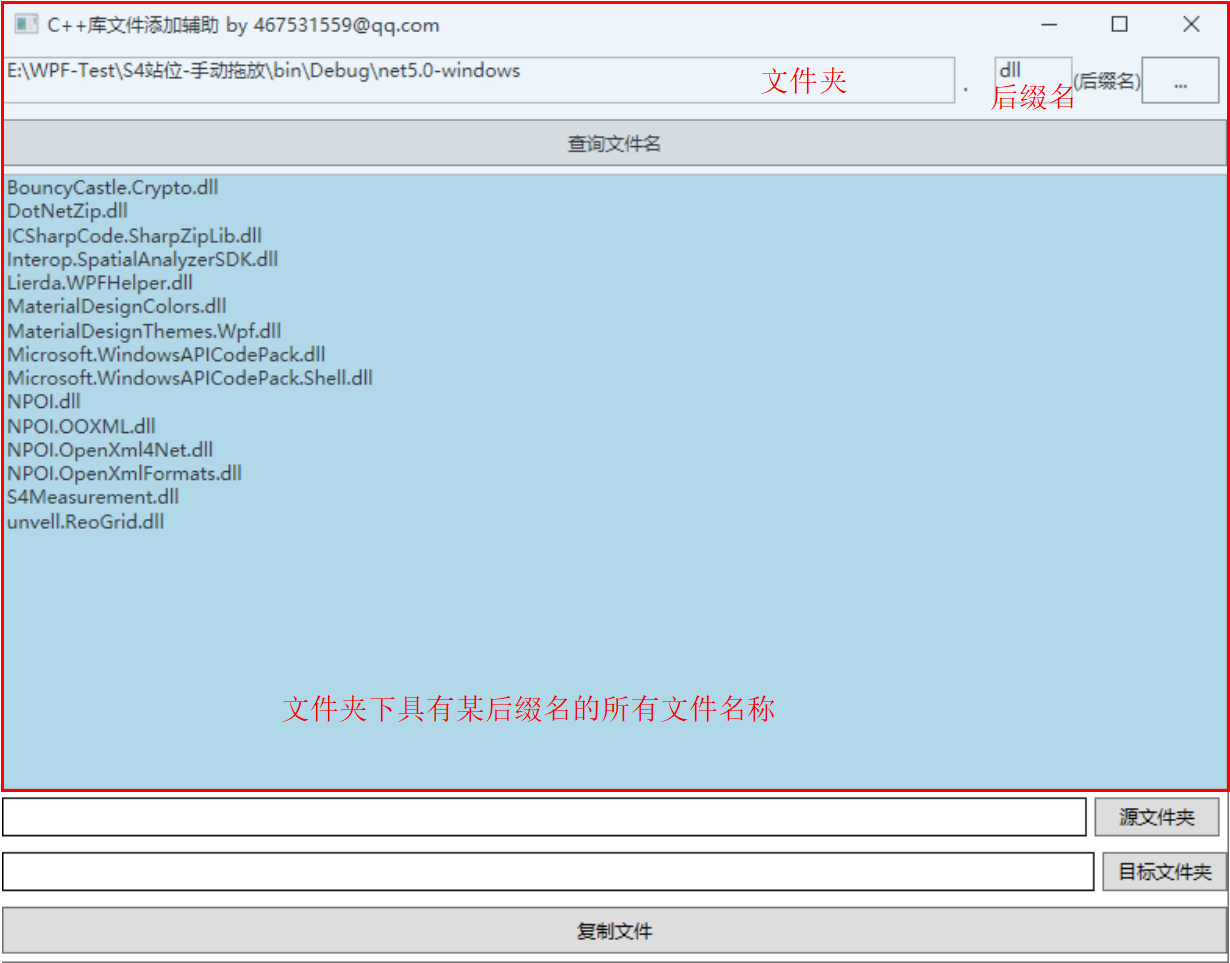 C++库文件添加辅助 by 467531559@qq.com
E:\WPF-Test\S4站位-手动拖放\bin\Debug\net5.0-windows
文件夹
.
dll
后缀名
(后缀名)
...
查询文件名
BouncyCastle.Crypto.dll
DotNetZip.dll
ICSharpCode.SharpZipLib.dll
Interop.SpatialAnalyzerSDK.dll
Lierda.WPFHelper.dll
MaterialDesignColors.dll
MaterialDesignThemes.Wpf.dll
Microsoft.WindowsAPICodePack.dll
Microsoft.WindowsAPICodePack.Shell.dll
NPOI.dll
NPOI.OOXML.dll
NPOI.OpenXml4Net.dll
NPOI.OpenXmlFormats.dll
S4Measurement.dll
unvell.ReoGrid.dll
文件夹下具有某后缀名的所有文件名称
源文件夹
目标文件夹
复制文件